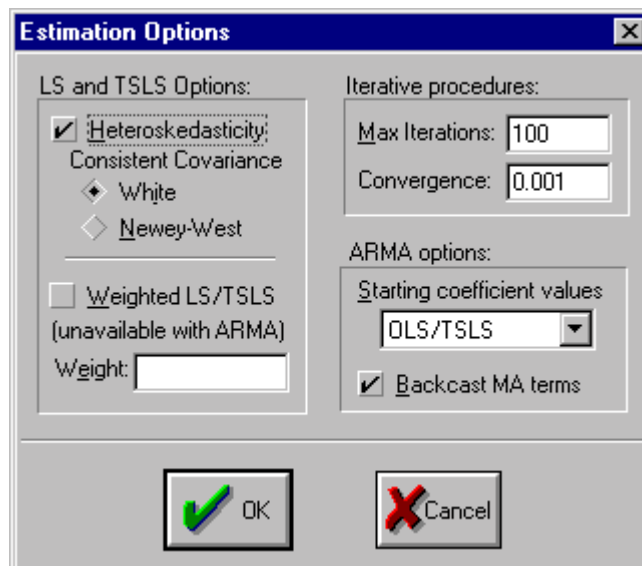 Estimation Options
LS and TSLS Options:
Heteroskedasticity
Consistent Covariance
White
Newey-West
Weighted LS/TSLS
(unavailable with ARMA)
Weight:
Iterative procedures:
Max Iterations: 100
Convergence: 0.001
ARMA options:
Starting coefficient values
OLS/TSLS
Backcast MA terms
OK
Cancel